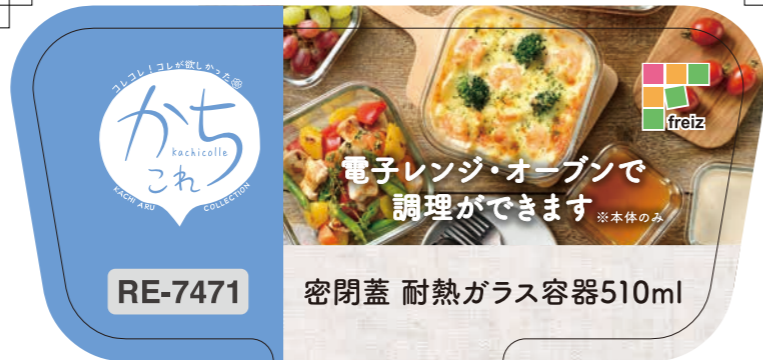 コレコレ！コレが欲しかった
かち
kachicolle
これ
KACHI ARU COLLECTION
RE-7471
freiz
電子レンジ・オーブンで
調理ができます ※本体のみ
密閉蓋 耐熱ガラス容器510ml